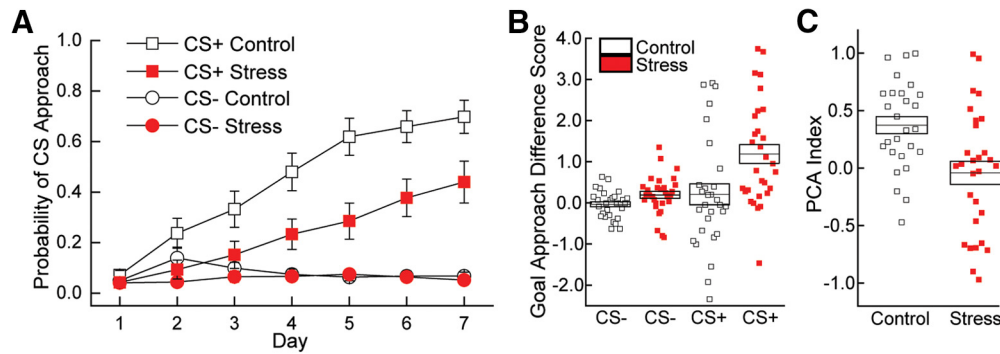 A
Probability of CS Approach
1.0
0.8
0.6
0.4
0.2
0.0
CS+ Control
CS+ Stress
CS- Control
CS- Stress
1 2 3 4 5 6 7
Day
B
Goal Approach Difference Score
4.0
3.0
2.0
1.0
0.0
-1.0
-2.0
Control
Stress
CS- CS- CS+ CS+
C
PCA Index
1.0
0.5
0.0
-0.5
-1.0
Control Stress